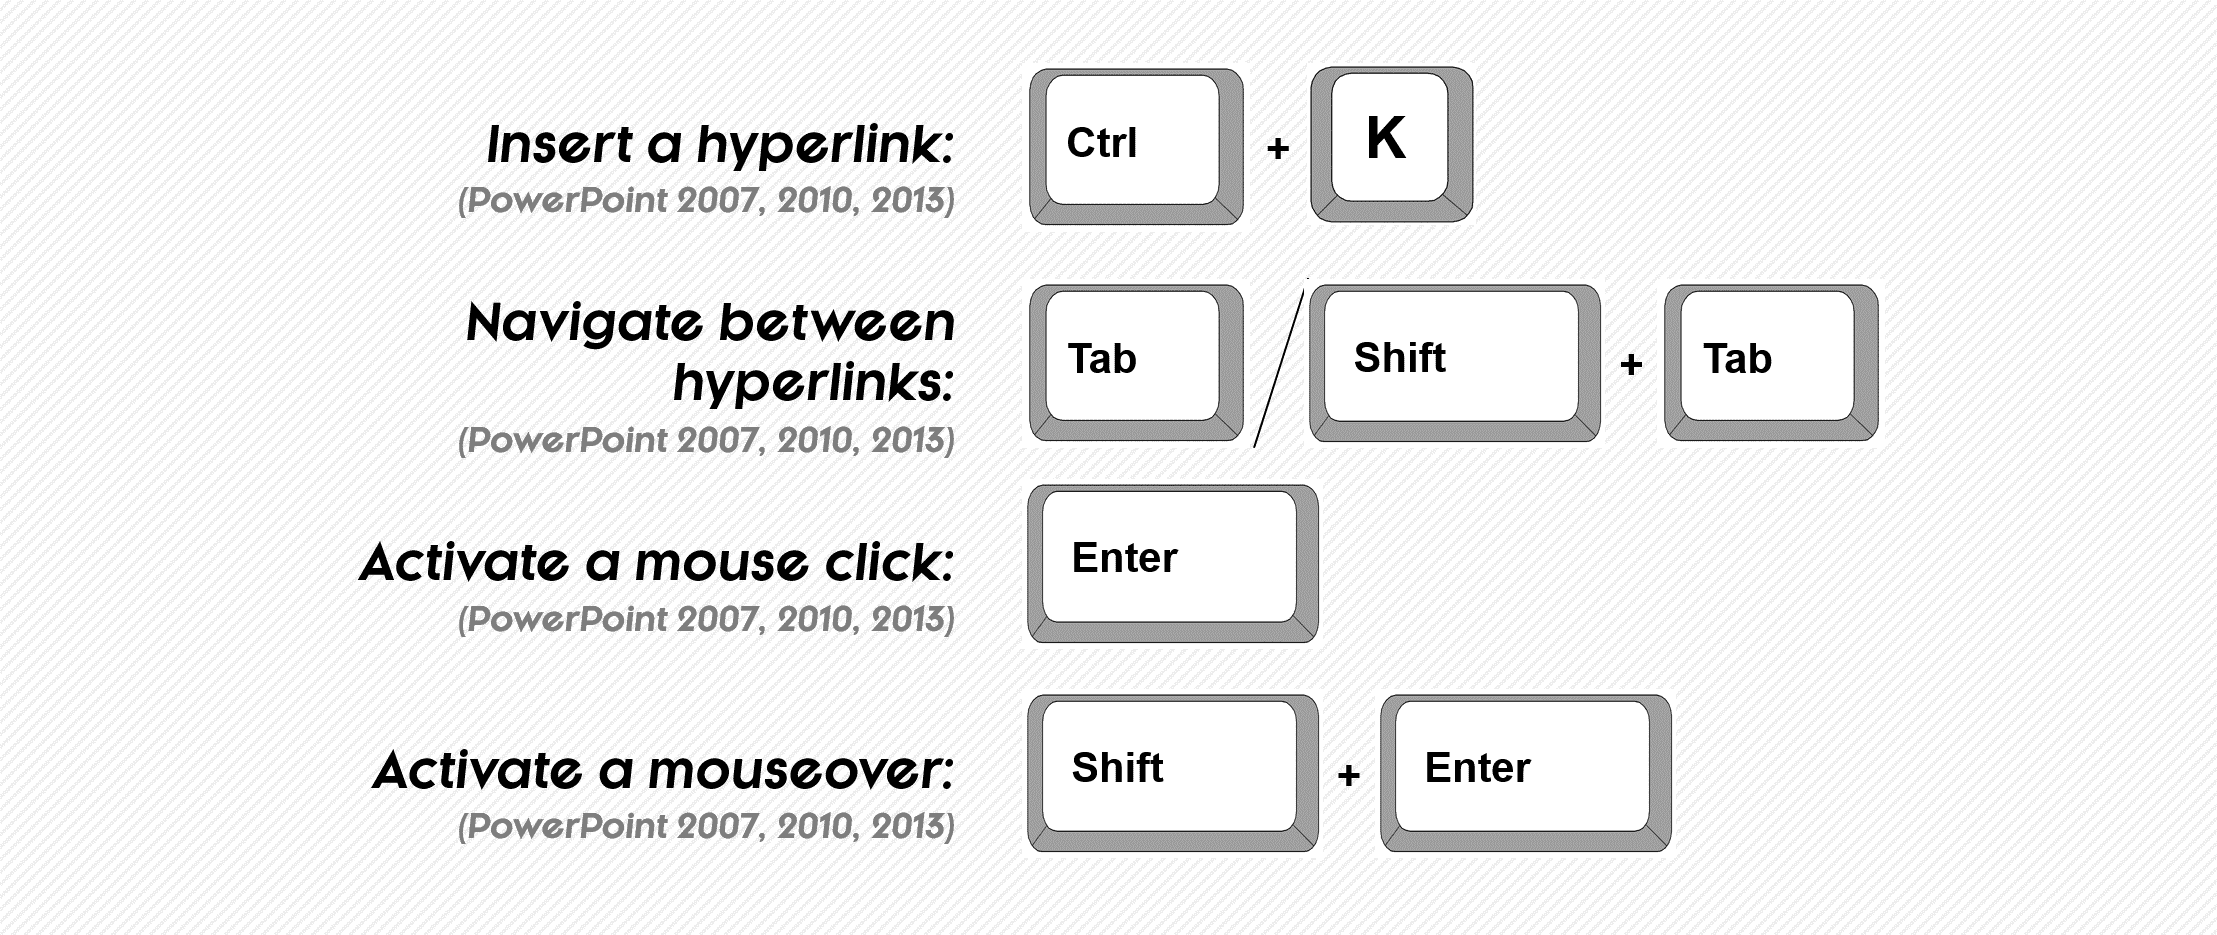 Insert a hyperlink: Ctrl + K
(PowerPoint 2007, 2010, 2013)
Navigate between
hyperlinks: Tab / Shift + Tab
(PowerPoint 2007, 2010, 2013)
Activate a mouse click: Enter
(PowerPoint 2007, 2010, 2013)
Activate a mouseover: Shift + Enter
(PowerPoint 2007, 2010, 2013)